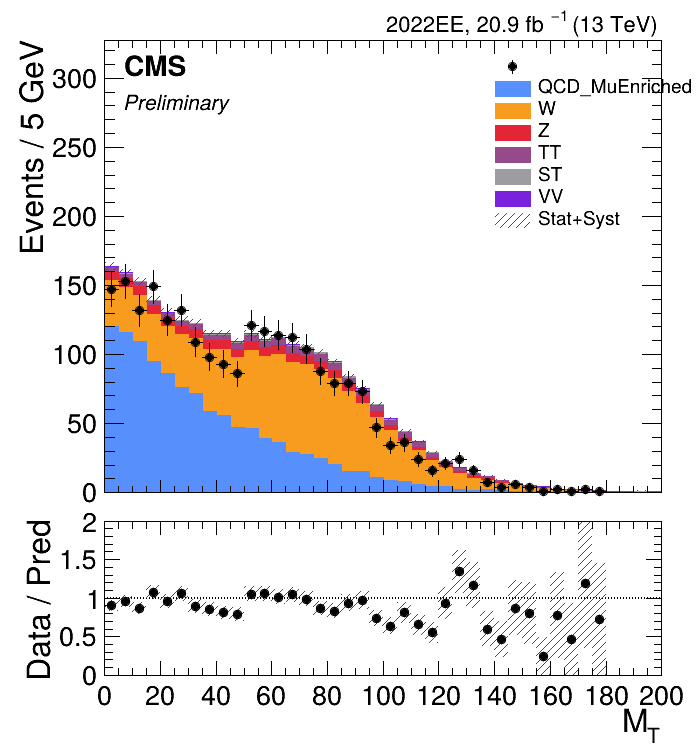 2022EE, 20.9 fb ⁻¹ (13 TeV)
CMS
Preliminary
QCD_MuEnriched
W
Z
TT
ST
VV
Stat+Syst
Events / 5 GeV
300
250
200
150
100
50
0
Data / Pred
2
1.5
1
0.5
0
0 20 40 60 80 100 120 140 160 180 200
M_T